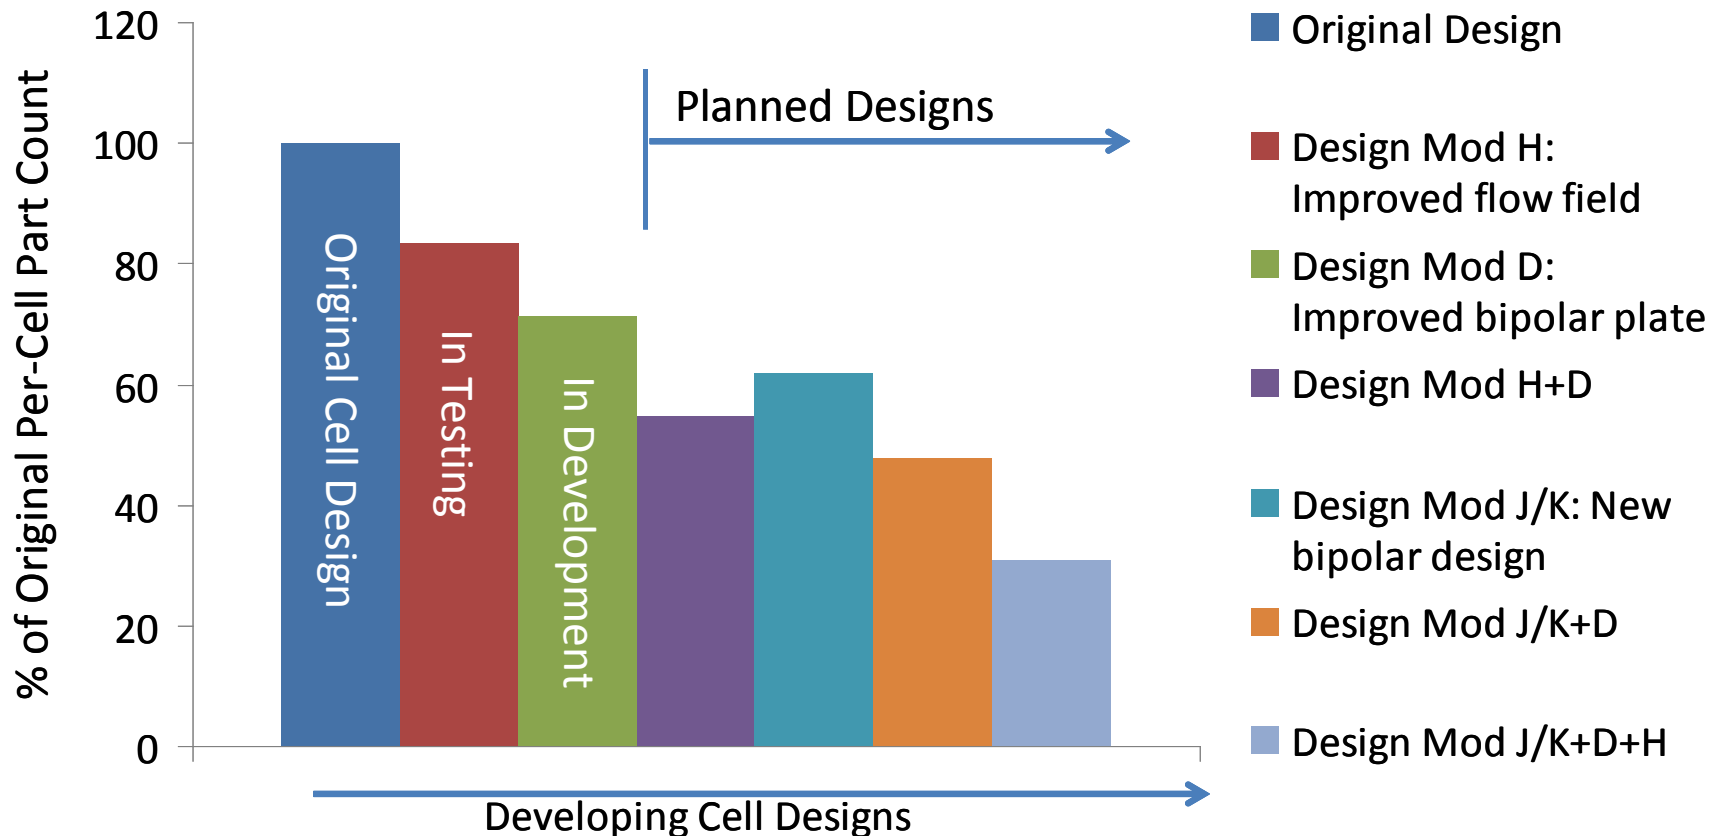 % of Original Per-Cell Part Count
120
100
80
60
40
20
0
Planned Designs
Original Cell Design
In Testing
In Development
Developing Cell Designs
Original Design
Design Mod H:
Improved flow field
Design Mod D:
Improved bipolar plate
Design Mod H+D
Design Mod J/K: New
bipolar design
Design Mod J/K+D
Design Mod J/K+D+H